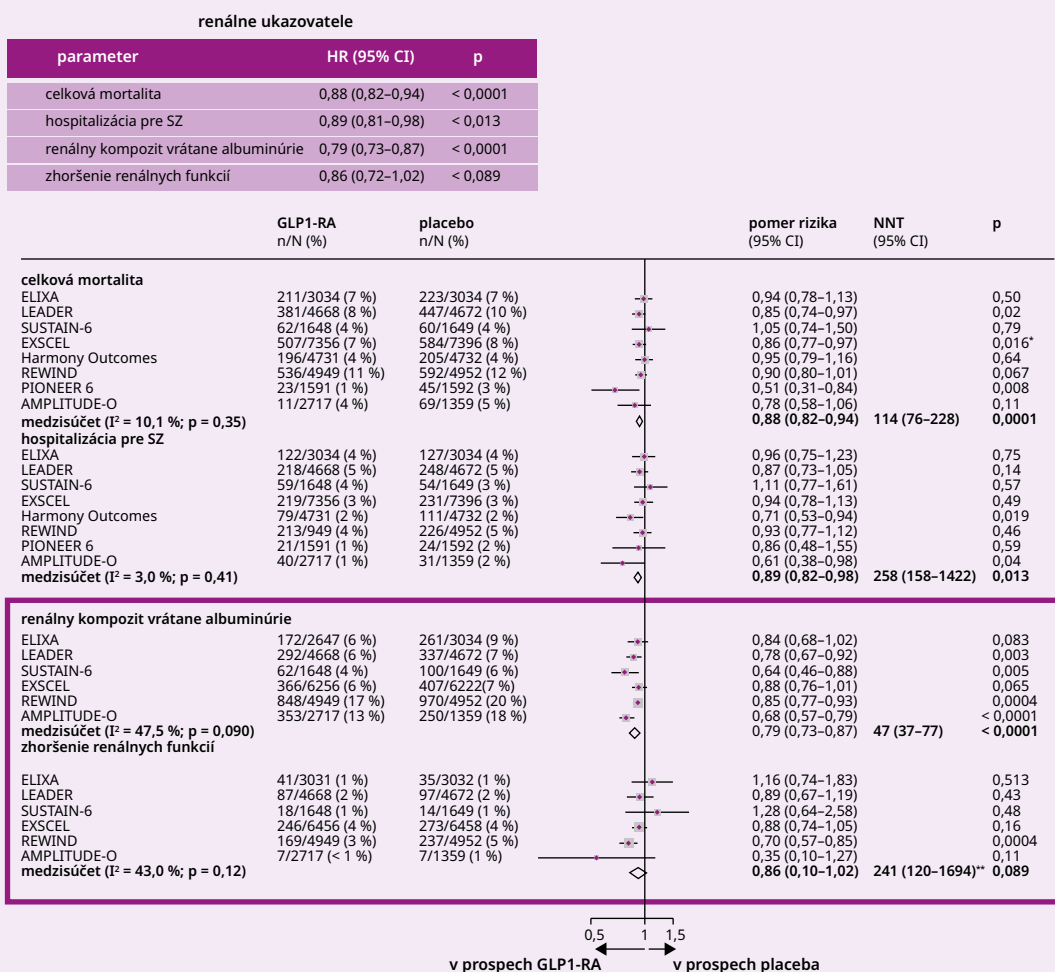 renálne ukazovatele
parameter HR (95% CI) p
celková mortalita 0,88 (0,82–0,94) < 0,0001
hospitalizácia pre SZ 0,89 (0,81–0,98) < 0,013
renálny kompozit vrátane albuminúrie 0,79 (0,73–0,87) < 0,0001
zhoršenie renálnych funkcií 0,86 (0,72–1,02) < 0,089
GLP1-RA placebo pomer rizika NNT p
n/N (%) n/N (%) (95% CI) (95% CI)
celková mortalita
ELIXA 211/3034 (7 %) 223/3034 (7 %) 0,94 (0,78–1,13) 0,50
LEADER 381/4668 (8 %) 447/4672 (10 %) 0,85 (0,74–0,97) 0,02
SUSTAIN-6 62/1648 (4 %) 60/1649 (4 %) 1,05 (0,74–1,50) 0,79
EXSCEL 507/7356 (7 %) 584/7396 (8 %) 0,86 (0,77–0,97) 0,016*
Harmony Outcomes 196/4731 (4 %) 205/4732 (4 %) 0,95 (0,79–1,16) 0,64
REWIND 536/4949 (11 %) 592/4952 (12 %) 0,90 (0,80–1,01) 0,067
PIONEER 6 23/1591 (1 %) 45/1592 (3 %) 0,51 (0,31–0,84) 0,008
AMPLITUDE-O 11/2717 (4 %) 69/1359 (5 %) 0,78 (0,58–1,06) 0,11
medzisúčet (I² = 10,1 %; p = 0,35) 0,88 (0,82–0,94) 114 (76–228) 0,0001
hospitalizácia pre SZ
ELIXA 122/3034 (4 %) 127/3034 (4 %) 0,96 (0,75–1,23) 0,75
LEADER 218/4668 (5 %) 248/4672 (5 %) 0,87 (0,73–1,05) 0,14
SUSTAIN-6 59/1648 (4 %) 54/1649 (3 %) 1,11 (0,77–1,61) 0,57
EXSCEL 219/7356 (3 %) 231/7396 (3 %) 0,94 (0,78–1,13) 0,49
Harmony Outcomes 79/4731 (2 %) 111/4732 (2 %) 0,71 (0,53–0,94) 0,019
REWIND 213/949 (4 %) 226/4952 (5 %) 0,93 (0,77–1,12) 0,46
PIONEER 6 21/1591 (1 %) 24/1592 (2 %) 0,86 (0,48–1,55) 0,59
AMPLITUDE-O 40/2717 (1 %) 31/1359 (2 %) 0,61 (0,38–0,98) 0,04
medzisúčet (I² = 3,0 %; p = 0,41) 0,89 (0,82–0,98) 258 (158–1422) 0,013
renálny kompozit vrátane albuminúrie
ELIXA 172/2647 (6 %) 261/3034 (9 %) 0,84 (0,68–1,02) 0,083
LEADER 292/4668 (6 %) 337/4672 (7 %) 0,78 (0,67–0,92) 0,003
SUSTAIN-6 62/1648 (4 %) 100/1649 (6 %) 0,64 (0,46–0,88) 0,005
EXSCEL 366/6256 (6 %) 407/6222(7 %) 0,88 (0,76–1,01) 0,065
REWIND 848/4949 (17 %) 970/4952 (20 %) 0,85 (0,77–0,93) 0,0004
AMPLITUDE-O 353/2717 (13 %) 250/1359 (18 %) 0,68 (0,57–0,79) < 0,0001
medzisúčet (I² = 47,5 %; p = 0,090) 0,79 (0,73–0,87) 47 (37–77) < 0,0001
zhoršenie renálnych funkcií
ELIXA 41/3031 (1 %) 35/3032 (1 %) 1,16 (0,74–1,83) 0,513
LEADER 87/4668 (2 %) 97/4672 (2 %) 0,89 (0,67–1,19) 0,43
SUSTAIN-6 18/1648 (1 %) 14/1649 (1 %) 1,28 (0,64–2,58) 0,48
EXSCEL 246/6456 (4 %) 273/6458 (4 %) 0,88 (0,74–1,05) 0,16
REWIND 169/4949 (3 %) 237/4952 (5 %) 0,70 (0,57–0,85) 0,0004
AMPLITUDE-O 7/2717 (< 1 %) 7/1359 (1 %) 0,35 (0,10–1,27) 0,11
medzisúčet (I² = 43,0 %; p = 0,12) 0,86 (0,10–1,02) 241 (120–1694)** 0,089
0,5 1 1,5
v prospech GLP1-RA v prospech placeba